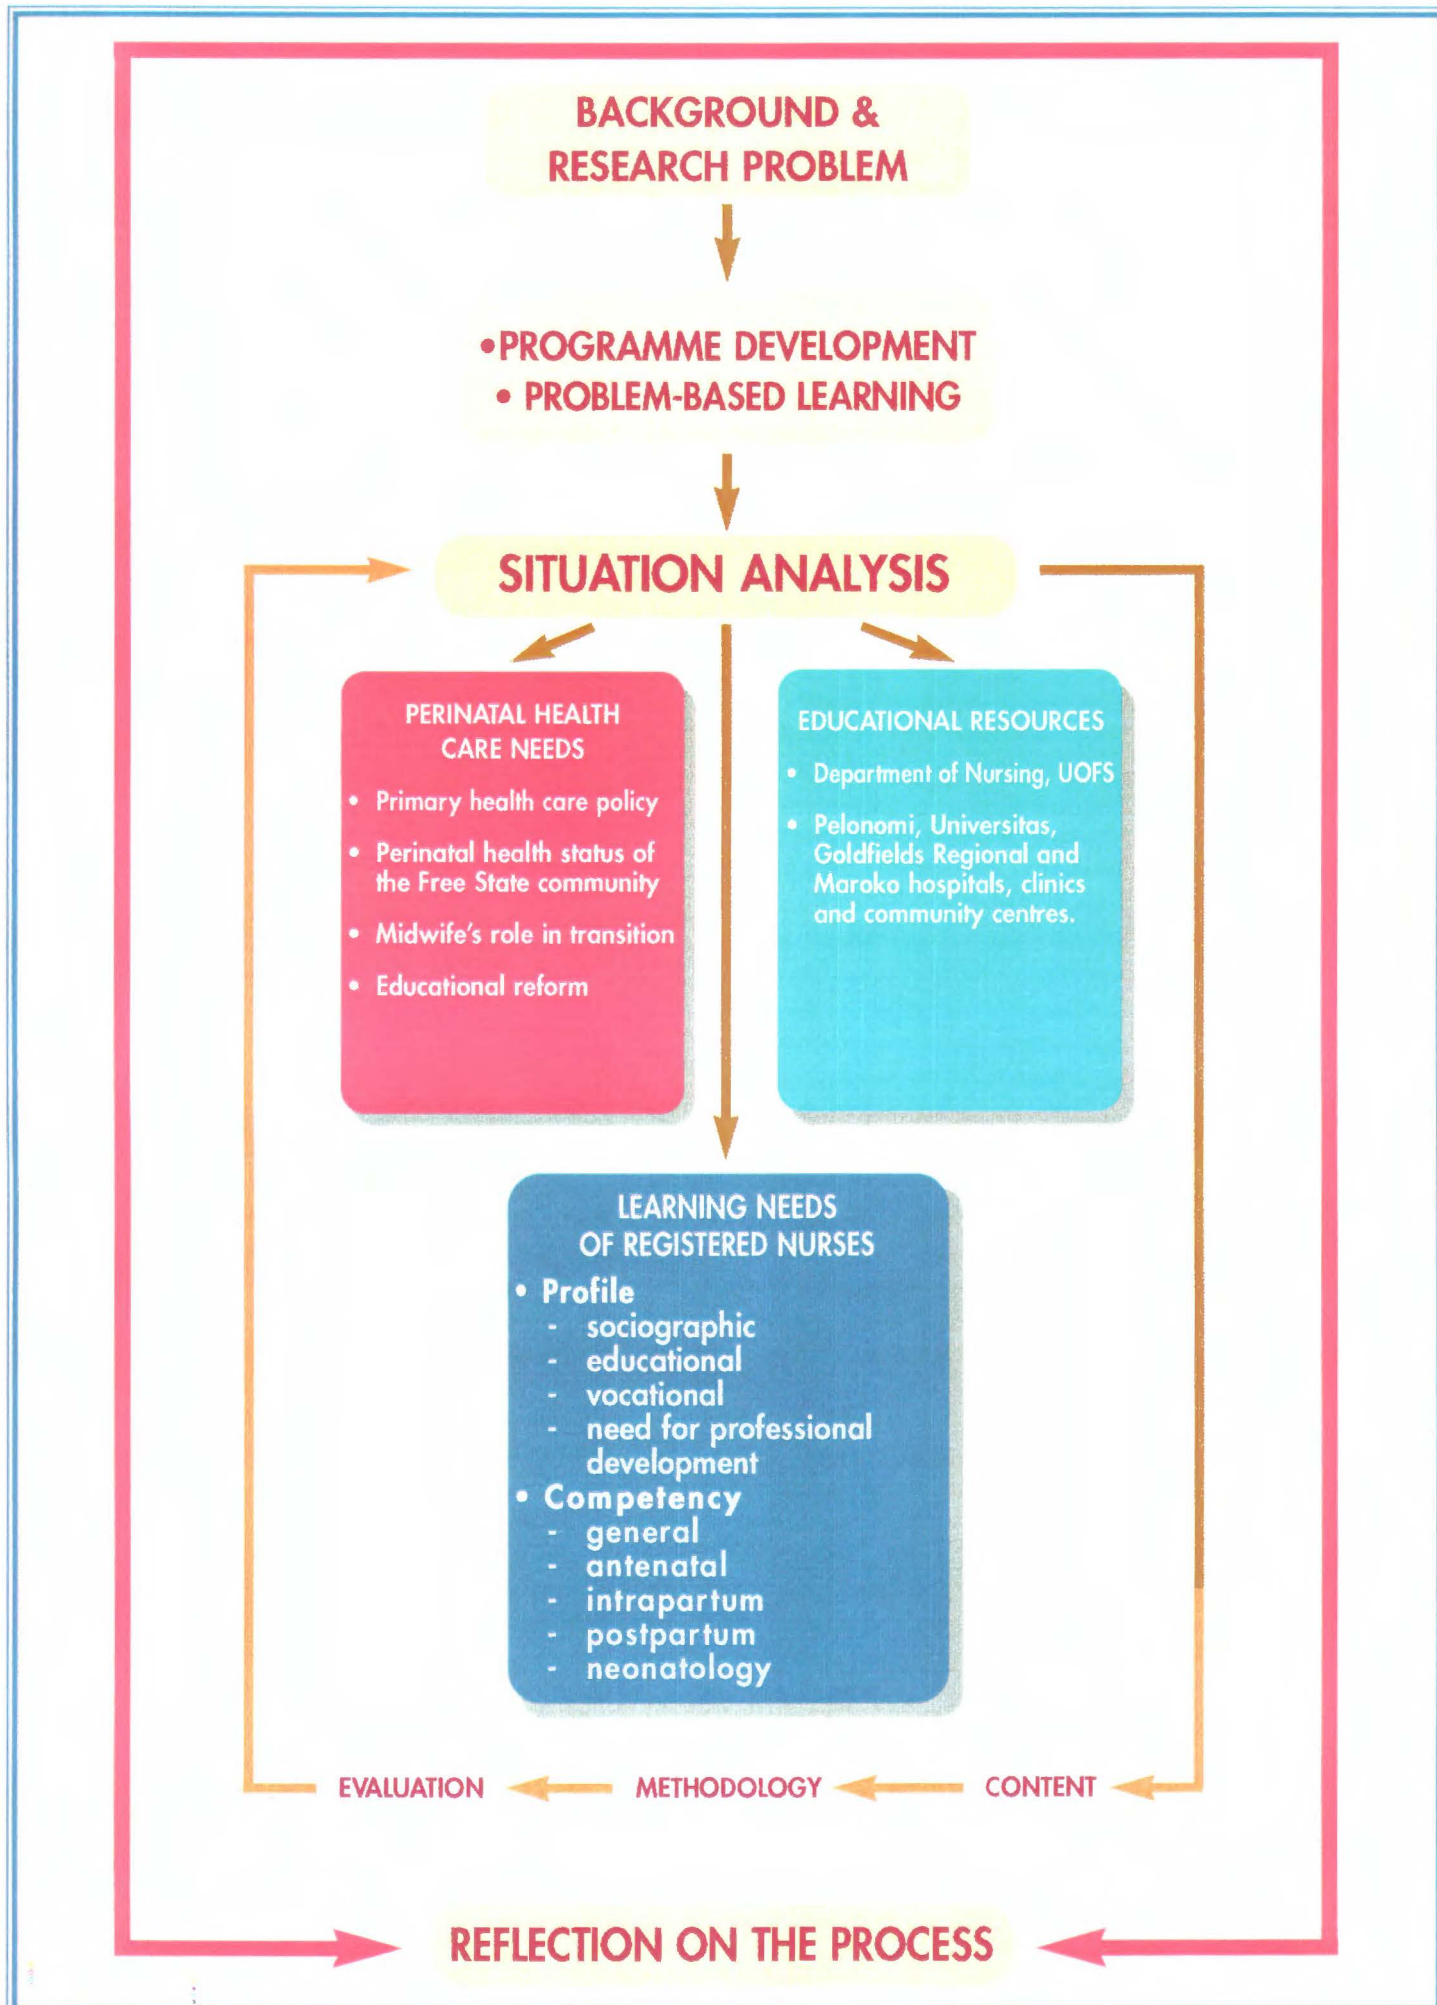 BACKGROUND &
RESEARCH PROBLEM
•PROGRAMME DEVELOPMENT
• PROBLEM-BASED LEARNING
SITUATION ANALYSIS
PERINATAL HEALTH
CARE NEEDS
• Primary health care policy
• Perinatal health status of
the Free State community
• Midwife's role in transition
• Educational reform
EDUCATIONAL RESOURCES
• Department of Nursing, UOFS
• Pelonomi, Universitas,
Goldfields Regional and
Maroko hospitals, clinics
and community centres.
LEARNING NEEDS
OF REGISTERED NURSES
• Profile
- sociographic
- educational
- vocational
- need for professional
development
• Competency
- general
- antenatal
- intrapartum
- postpartum
- neonatology
EVALUATION METHODOLOGY CONTENT
REFLECTION ON THE PROCESS